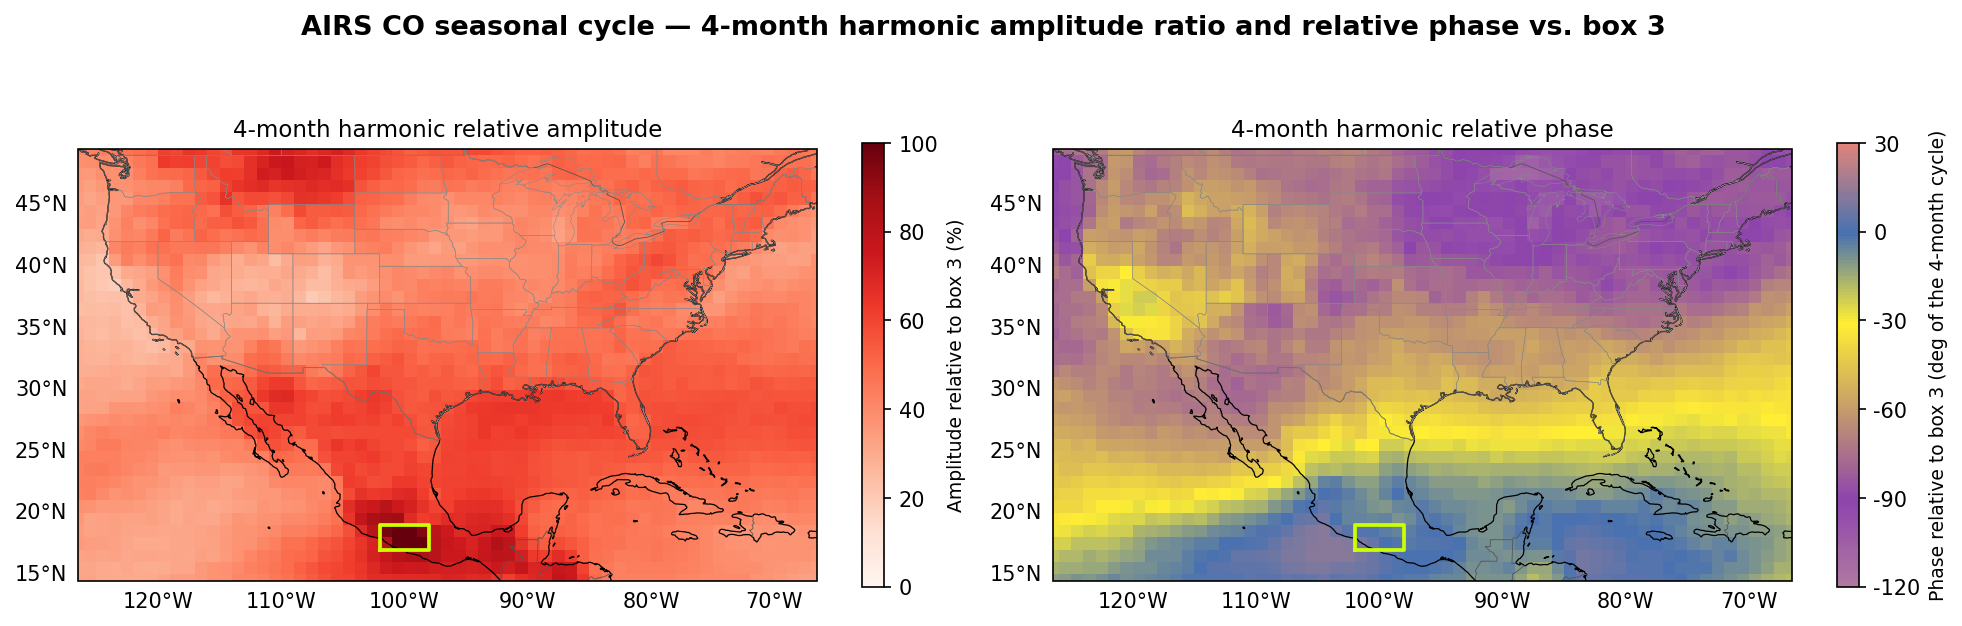 AIRS CO seasonal cycle — 4-month harmonic amplitude ratio and relative phase vs. box 3
4-month harmonic relative amplitude
45°N
40°N
35°N
30°N
25°N
20°N
15°N
120°W 110°W 100°W 90°W 80°W 70°W
100
80
60
40
20
0
Amplitude relative to box 3 (%)
4-month harmonic relative phase
45°N
40°N
35°N
30°N
25°N
20°N
15°N
120°W 110°W 100°W 90°W 80°W 70°W
30
0
-30
-60
-90
-120
Phase relative to box 3 (deg of the 4-month cycle)